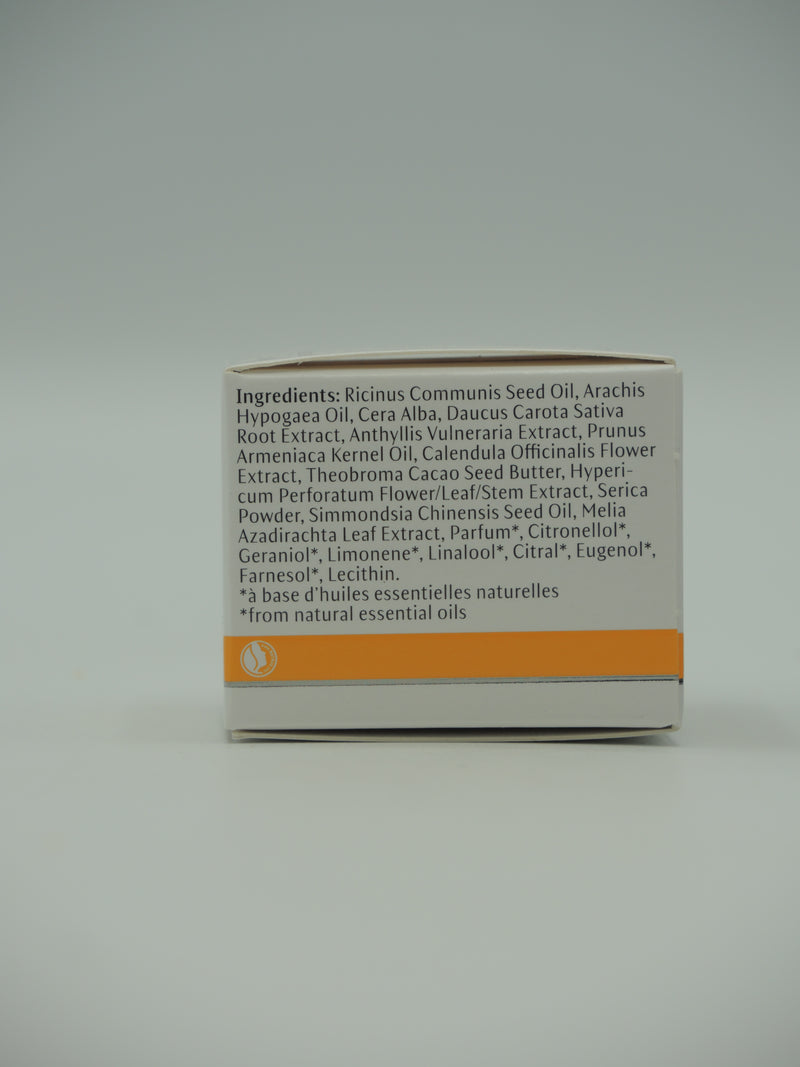 Ingredients: Ricinus Communis Seed Oil, Arachis
Hypogaea Oil, Cera Alba, Daucus Carota Sativa
Root Extract, Anthyllis Vulneraria Extract, Prunus
Armeniaca Kernel Oil, Calendula Officinalis Flower
Extract, Theobroma Cacao Seed Butter, Hyperi-
cum Perforatum Flower/Leaf/Stem Extract, Serica
Powder, Simmondsia Chinensis Seed Oil, Melia
Azadirachta Leaf Extract, Parfum*, Citronellol*,
Geraniol*, Limonene*, Linalool*, Citral*, Eugenol*,
Farnesol*, Lecithin.
*à base d'huiles essentielles naturelles
*from natural essential oils